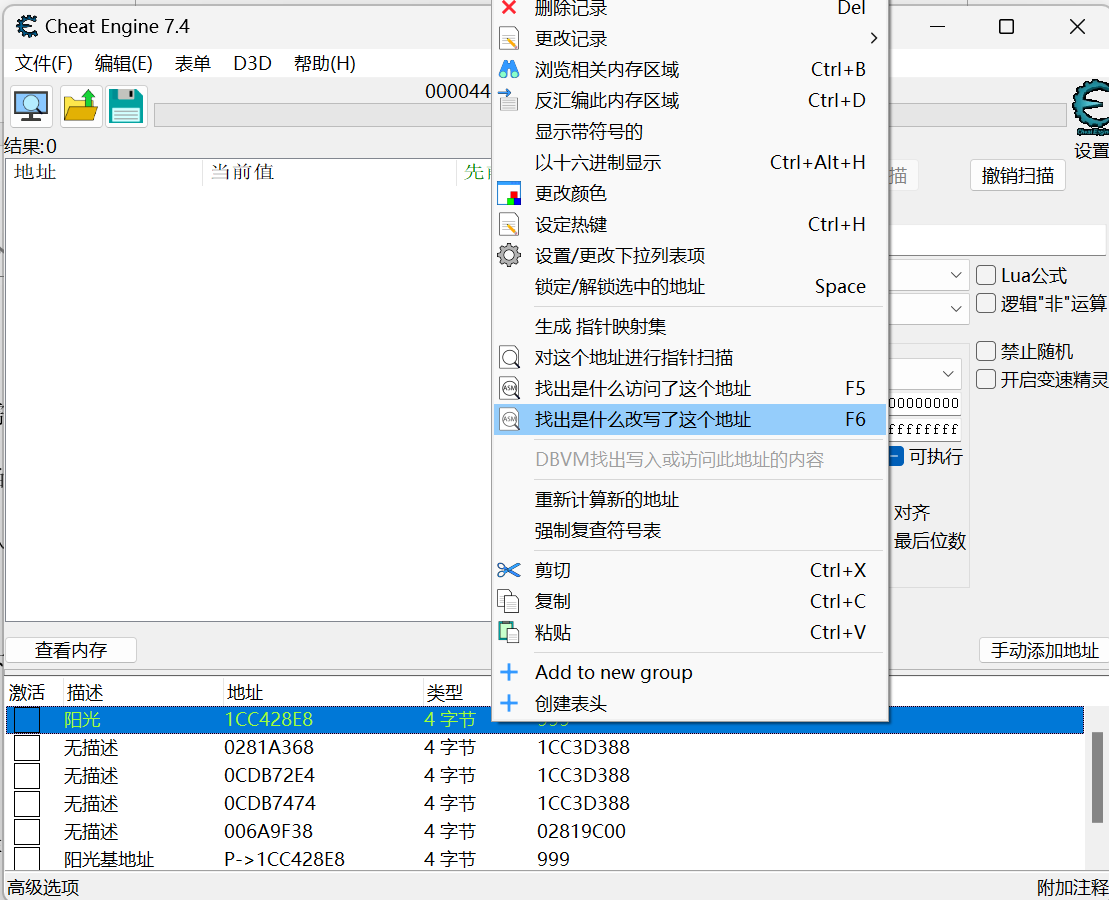 Cheat Engine 7.4
文件(F) 编辑(E) 表单 D3D 帮助(H)
000044
结果:0
地址 当前值 先
设置
描 撤销扫描
Lua公式
逻辑"非"运算
禁止随机
开启变速精灵
00000000
ffffffff
可执行
对齐
最后位数
删除记录 Del
更改记录
浏览相关内存区域 Ctrl+B
反汇编此内存区域 Ctrl+D
显示带符号的
以十六进制显示 Ctrl+Alt+H
更改颜色
设定热键 Ctrl+H
设置/更改下拉列表项
锁定/解锁选中的地址 Space
生成 指针映射集
对这个地址进行指针扫描
找出是什么访问了这个地址 F5
找出是什么改写了这个地址 F6
DBVM找出写入或访问此地址的内容
重新计算新的地址
强制复查符号表
剪切 Ctrl+X
复制 Ctrl+C
粘贴 Ctrl+V
Add to new group
创建表头
查看内存 手动添加地址
激活 描述 地址 类型
阳光 1CC428E8 4 字节 999
无描述 0281A368 4 字节 1CC3D388
无描述 0CDB72E4 4 字节 1CC3D388
无描述 0CDB7474 4 字节 1CC3D388
无描述 006A9F38 4 字节 02819C00
阳光基地址 P->1CC428E8 4 字节 999
高级选项 附加注释